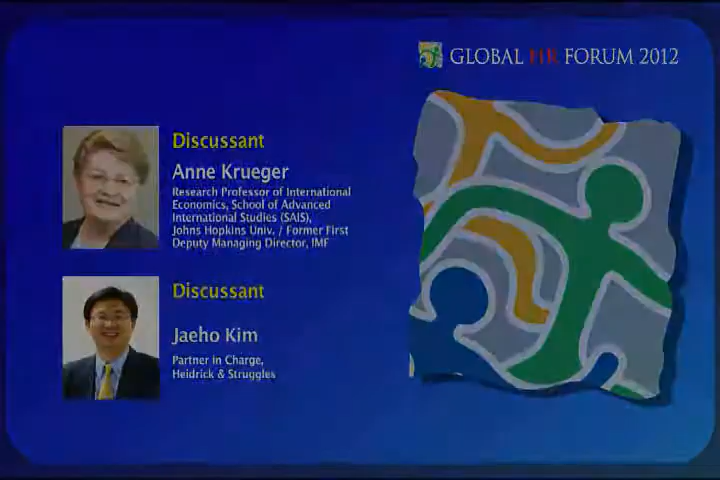 GLOBAL HR FORUM 2012
Discussant
Anne Krueger
Research Professor of International
Economics, School of Advanced
International Studies (SAIS),
Johns Hopkins Univ. / Former First
Deputy Managing Director, IMF
Discussant
Jaeho Kim
Partner in Charge,
Heidrick & Struggles